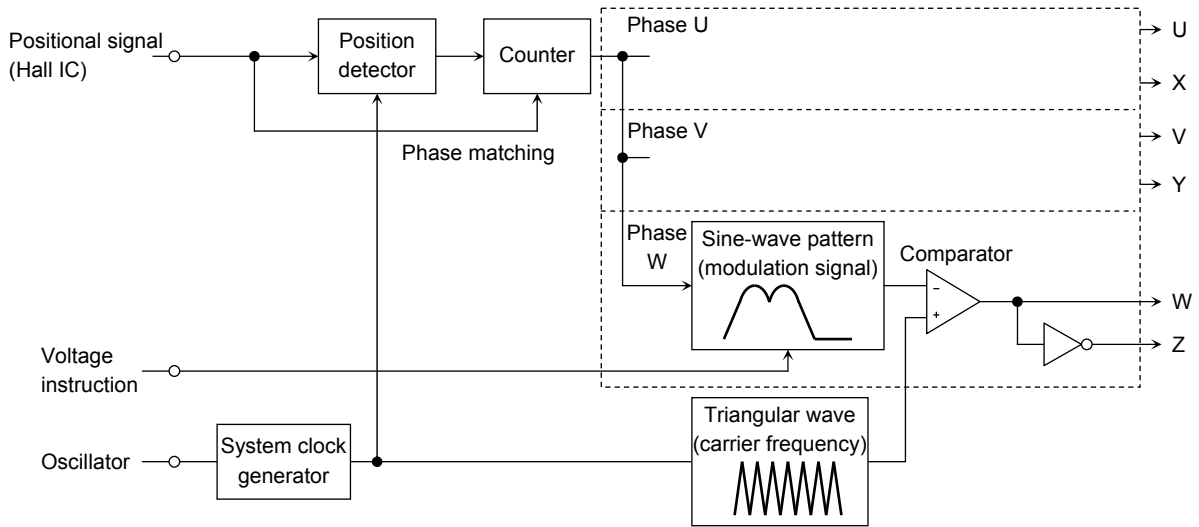 Positional signal
(Hall IC)
Position
detector
Counter
Phase matching
Phase U
U
X
Phase V
V
Y
Phase
W
Sine-wave pattern
(modulation signal)
Comparator
−
+
W
Z
Voltage
instruction
Oscillator
System clock
generator
Triangular wave
(carrier frequency)